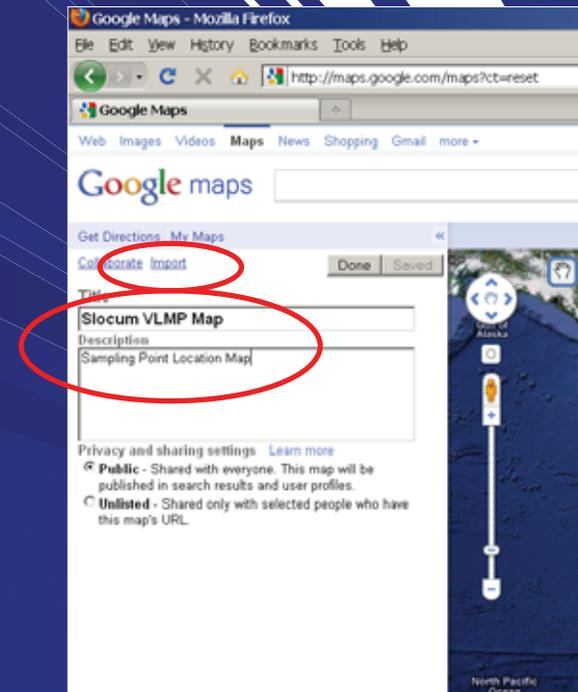 Google Maps - Mozilla Firefox
File Edit View History Bookmarks Tools Help
http://maps.google.com/maps?ct=reset
Google Maps
Web Images Videos Maps News Shopping Gmail more
Google maps
Get Directions My Maps «
Collaborate Import Done Saved
Title
Slocum VLMP Map
Description
Sampling Point Location Map
Privacy and sharing settings Learn more
Public - Shared with everyone. This map will be
published in search results and user profiles.
Unlisted - Shared only with selected people who have
this map's URL.
Gulf of
Alaska
North Pacific
Ocean